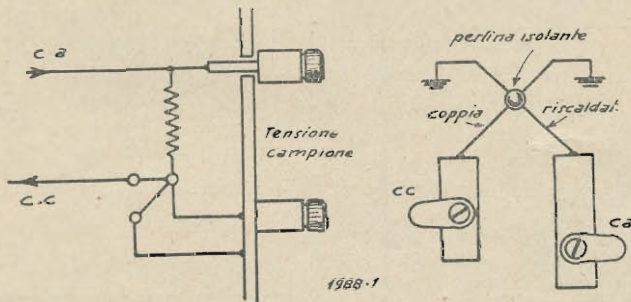 c a
Tensione
campione
c.c
1988·1
perlina isolante
coppia
riscaldat.
cc
ca